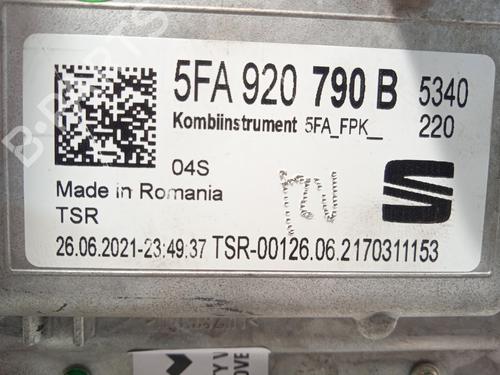 5FA 920 790 B 5340
Kombiinstrument 5FA_FPK_ 220
04S
Made in Romania
TSR
26.06.2021-23:49:37 TSR-00126.06.2170311153
B-PARTS